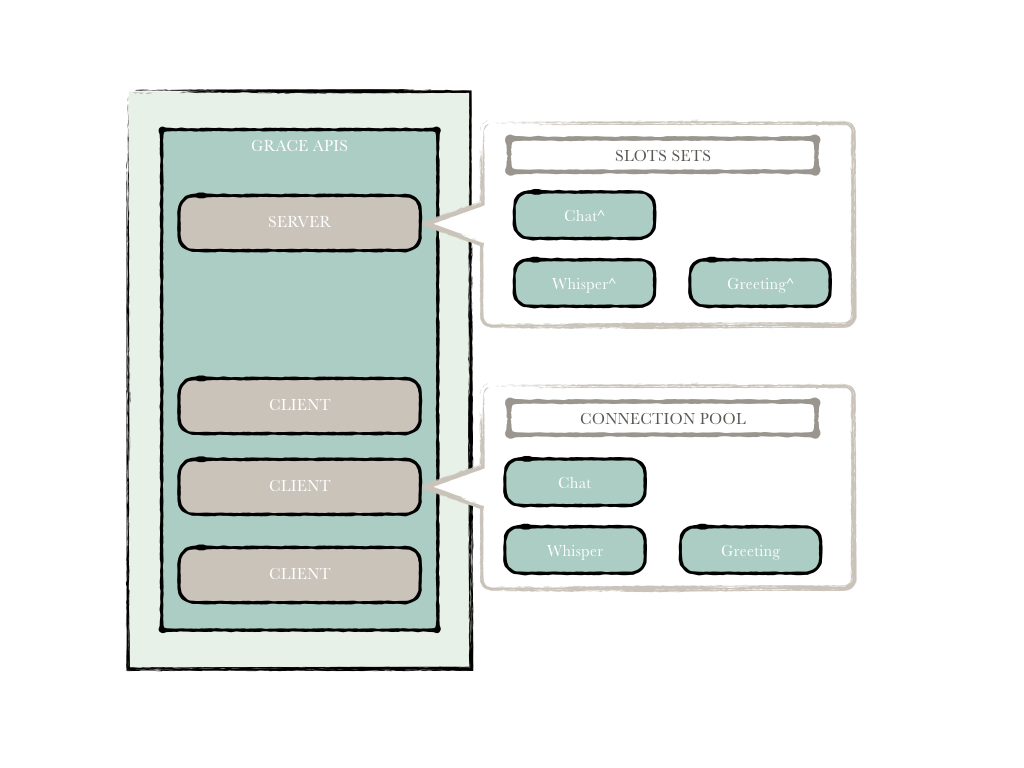 GRACE APIS
SERVER
CLIENT
CLIENT
CLIENT
SLOTS SETS
Chat^
Whisper^
Greeting^
CONNECTION POOL
Chat
Whisper
Greeting